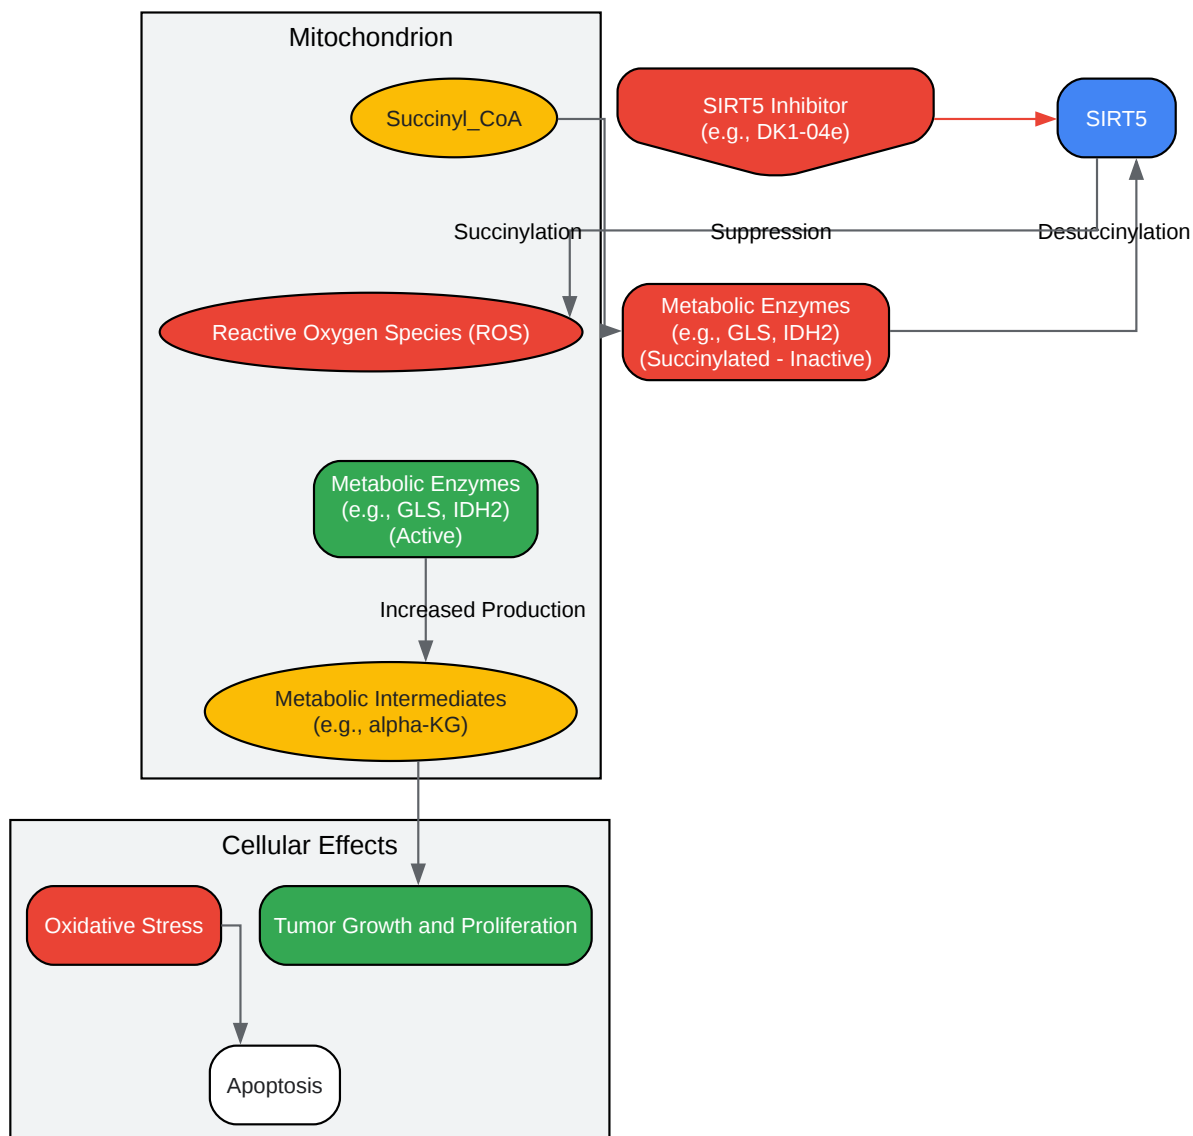 Mitochondrion
Succinyl_CoA
SIRT5 Inhibitor
(e.g., DK1-04e)
SIRT5
Succinylation
Suppression
Desuccinylation
Reactive Oxygen Species (ROS)
Metabolic Enzymes
(e.g., GLS, IDH2)
(Succinylated - Inactive)
Metabolic Enzymes
(e.g., GLS, IDH2)
(Active)
Increased Production
Metabolic Intermediates
(e.g., alpha-KG)
Cellular Effects
Oxidative Stress
Tumor Growth and Proliferation
Apoptosis